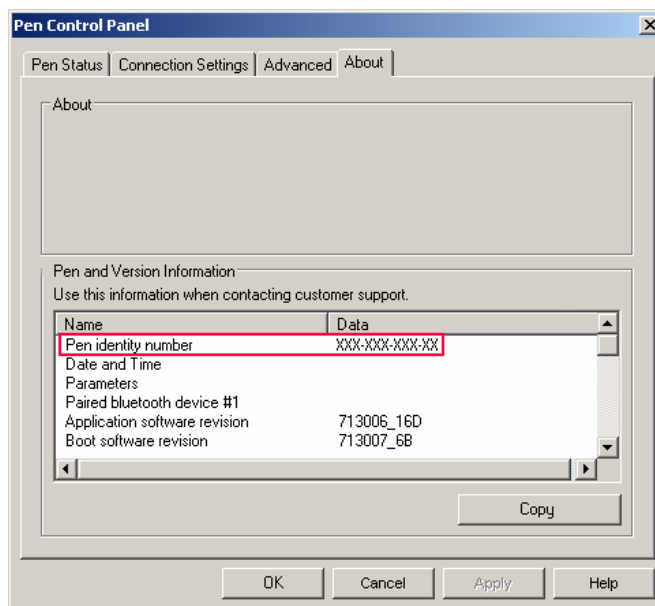 Pen Control Panel
Pen Status Connection Settings Advanced About
About
Pen and Version Information
Use this information when contacting customer support.
Name Data
Pen identity number XXX-XXX-XXX-XX
Date and Time
Parameters
Paired bluetooth device #1
Application software revision 713006_16D
Boot software revision 713007_6B
Copy
OK Cancel Apply Help